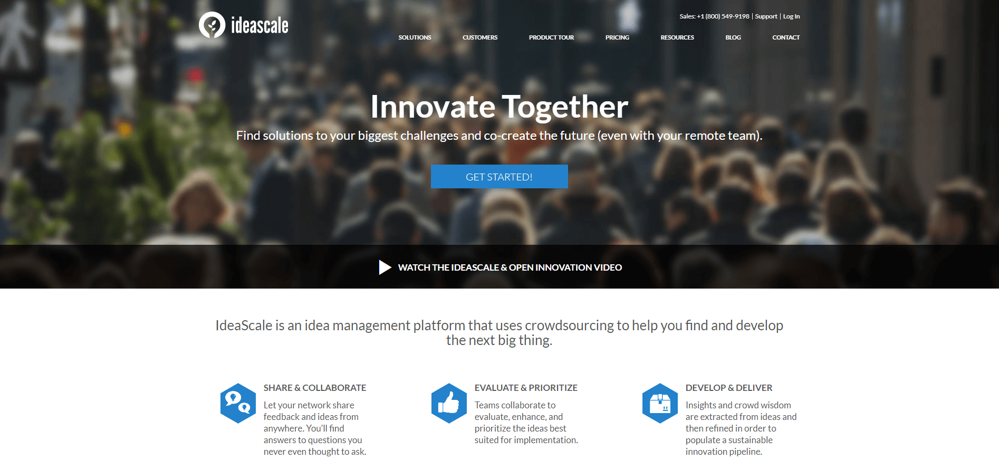 ideascale
Sales: +1 (800) 549-9198 | Support | Log In
SOLUTIONS CUSTOMERS PRODUCT TOUR PRICING RESOURCES BLOG CONTACT
Innovate Together
Find solutions to your biggest challenges and co-create the future (even with your remote team).
GET STARTED!
WATCH THE IDEASCALE & OPEN INNOVATION VIDEO
IdeaScale is an idea management platform that uses crowdsourcing to help you find and develop
the next big thing.
SHARE & COLLABORATE
Let your network share
feedback and ideas from
anywhere. You’ll find
answers to questions you
never even thought to ask.
EVALUATE & PRIORITIZE
Teams collaborate to
evaluate, enhance, and
prioritize the ideas best
suited for implementation.
DEVELOP & DELIVER
Insights and crowd wisdom
are extracted from ideas and
then refined in order to
populate a sustainable
innovation pipeline.